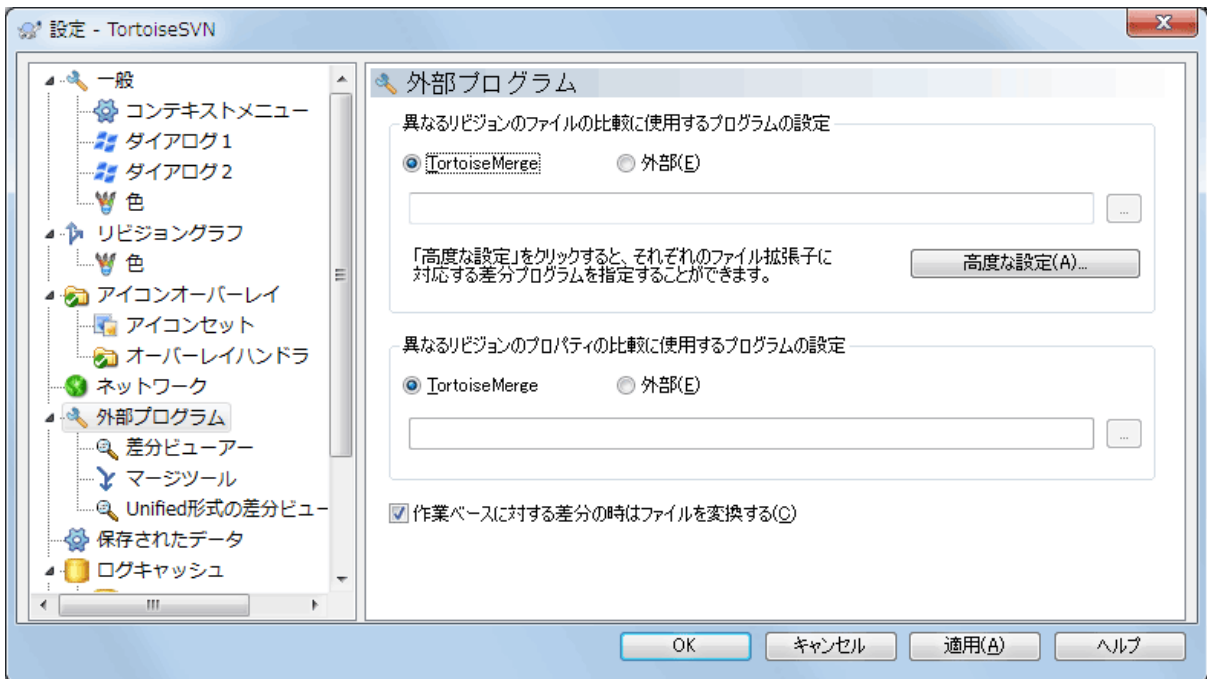 設定 - TortoiseSVN
一般
コンテキストメニュー
ダイアログ1
ダイアログ2
色
リビジョングラフ
色
アイコンオーバーレイ
アイコンセット
オーバーレイハンドラ
ネットワーク
外部プログラム
差分ビューアー
マージツール
Unified形式の差分ビュー
保存されたデータ
ログキャッシュ
外部プログラム
異なるリビジョンのファイルの比較に使用するプログラムの設定
TortoiseMerge 外部(E)
...
「高度な設定」をクリックすると、それぞれのファイル拡張子に
対応する差分プログラムを指定することができます。
高度な設定(A)...
異なるリビジョンのプロパティの比較に使用するプログラムの設定
TortoiseMerge 外部(E)
...
作業ベースに対する差分の時はファイルを変換する(C)
OK キャンセル 適用(A) ヘルプ